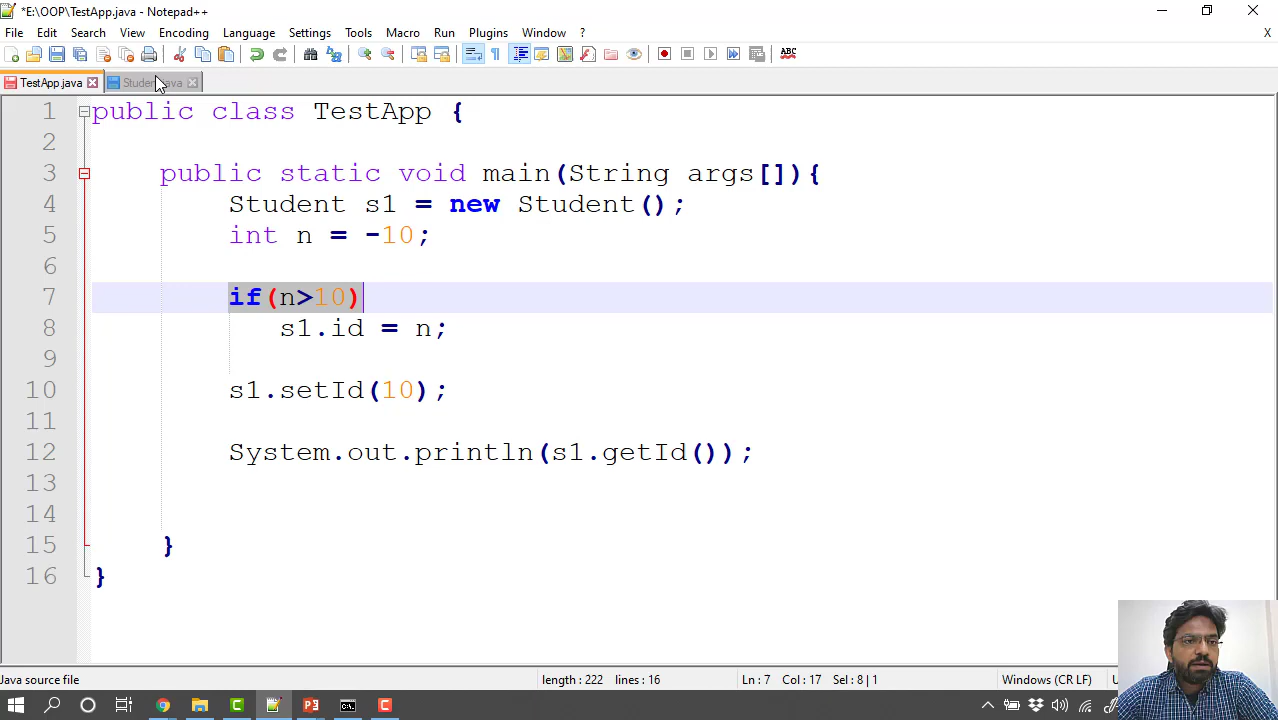 *E:\OOP\TestApp.java - Notepad++
File Edit Search View Encoding Language Settings Tools Macro Run Plugins Window ? X
ABC
TestApp.java Student.java
1 public class TestApp {
2
3 public static void main(String args[]){
4 Student s1 = new Student();
5 int n = -10;
6
7 if(n>10)
8 s1.id = n;
9
10 s1.setId(10);
11
12 System.out.println(s1.getId());
13
14
15 }
16 }
Java source file length : 222 lines : 16 Ln : 7 Col : 17 Sel : 8 | 1 Windows (CR LF)